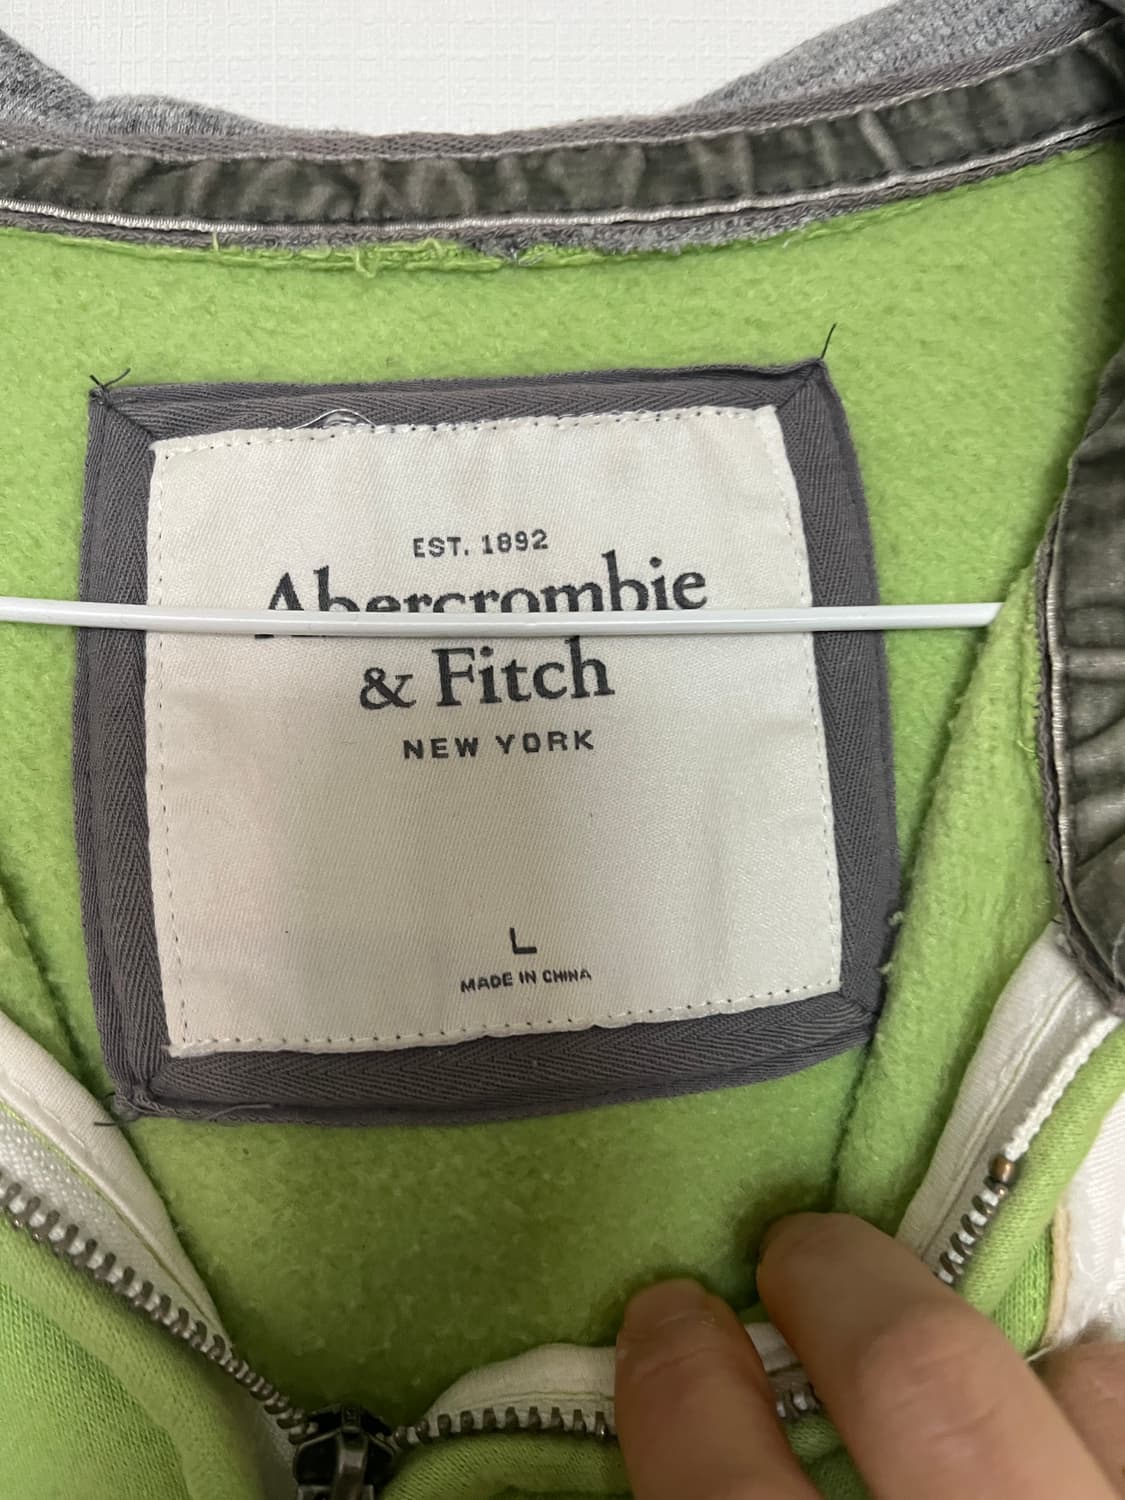 EST. 1892
Abercrombie
& Fitch
NEW YORK
L
MADE IN CHINA